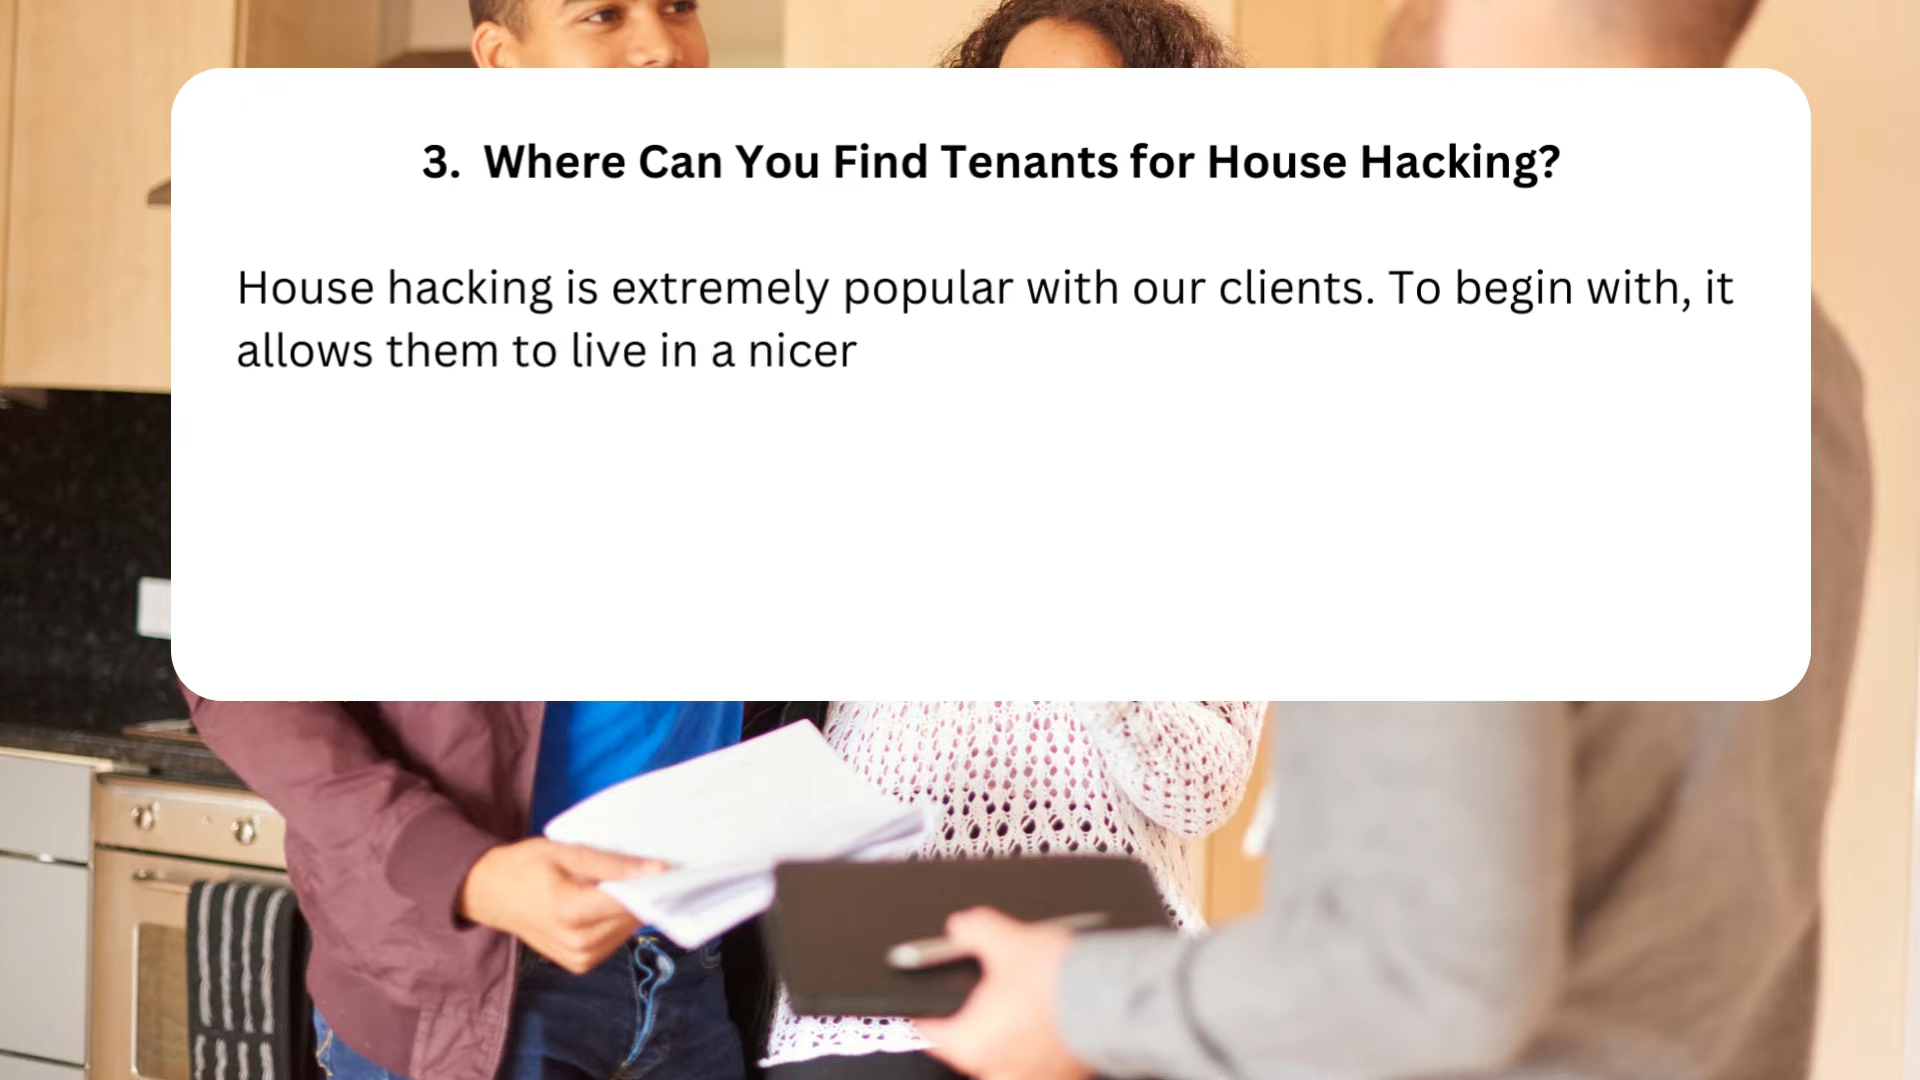 3. Where Can You Find Tenants for House Hacking?
House hacking is extremely popular with our clients. To begin with, it
allows them to live in a nicer